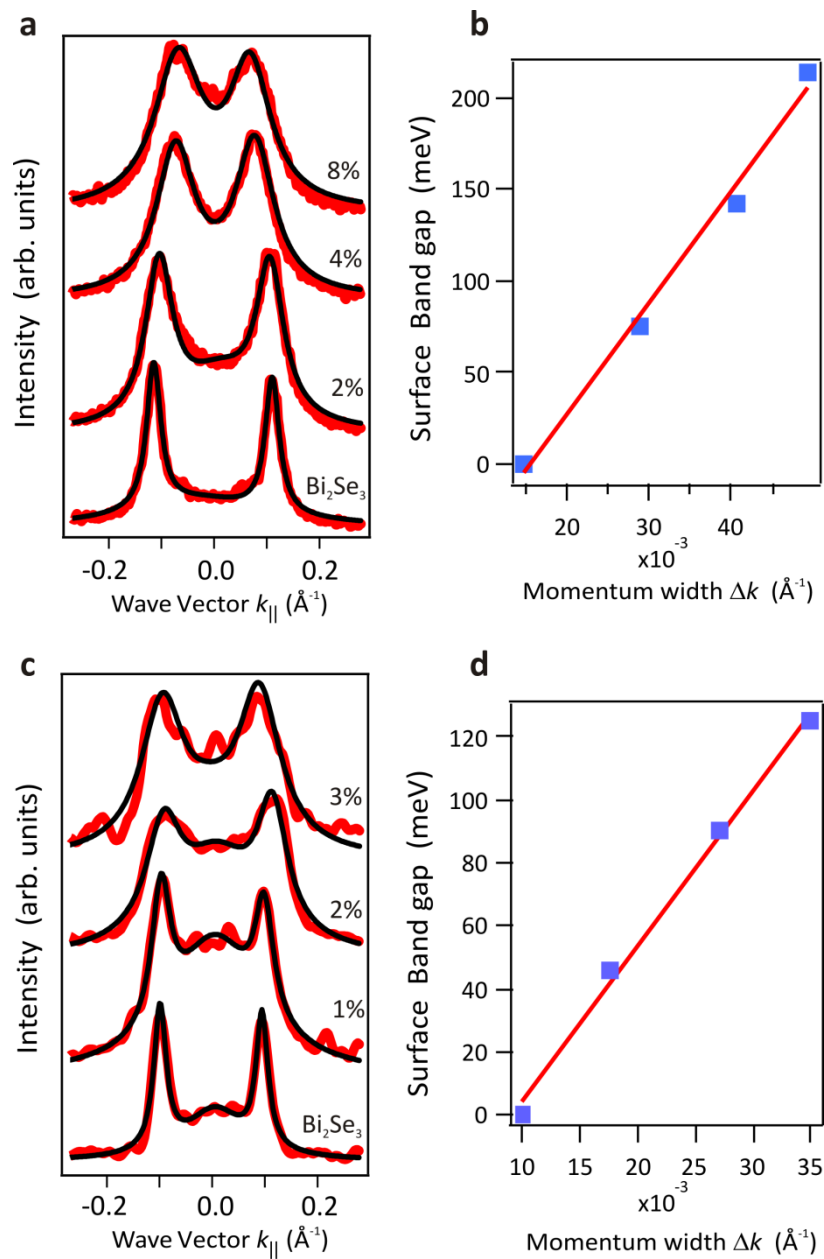 a
8%
4%
2%
Bi₂Se₃
Intensity (arb. units)
-0.2
0.0
0.2
Wave Vector k|| (Å⁻¹)
b
200
150
100
50
0
Surface Band gap (meV)
20
30
40
x10⁻³
Momentum width Δk (Å⁻¹)
c
3%
2%
1%
Bi₂Se₃
Intensity (arb. units)
-0.2
0.0
0.2
Wave Vector k|| (Å⁻¹)
d
120
100
80
60
40
20
0
Surface Band gap (meV)
10
15
20
25
30
35
x10⁻³
Momentum width Δk (Å⁻¹)